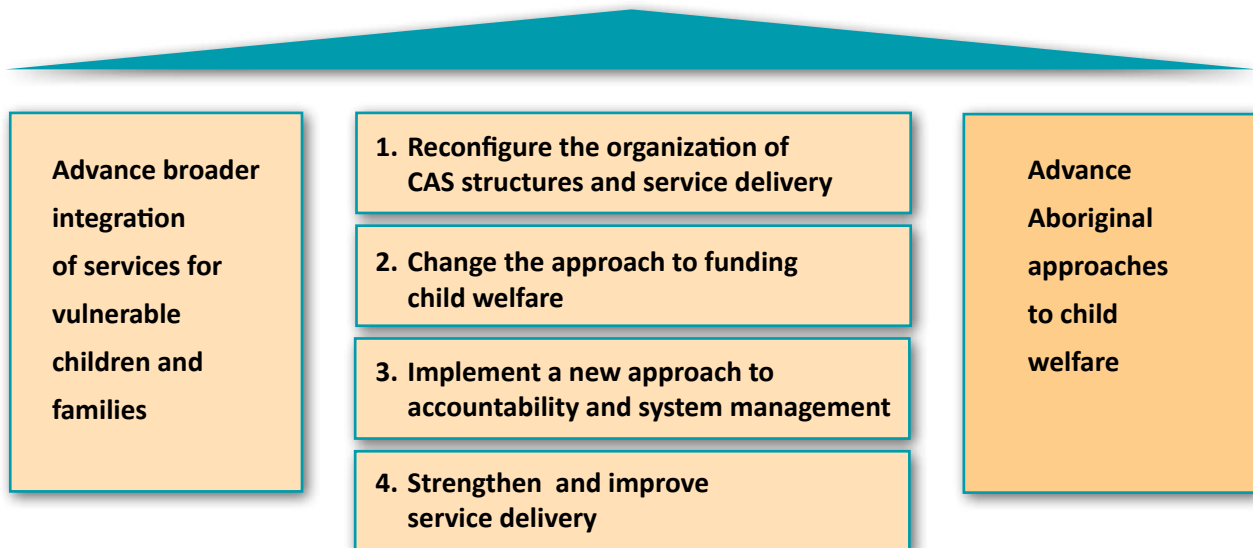 Advance broader
integration
of services for
vulnerable
children and
families
1. Reconfigure the organization of
CAS structures and service delivery
2. Change the approach to funding
child welfare
3. Implement a new approach to
accountability and system management
4. Strengthen and improve
service delivery
Advance
Aboriginal
approaches
to child
welfare